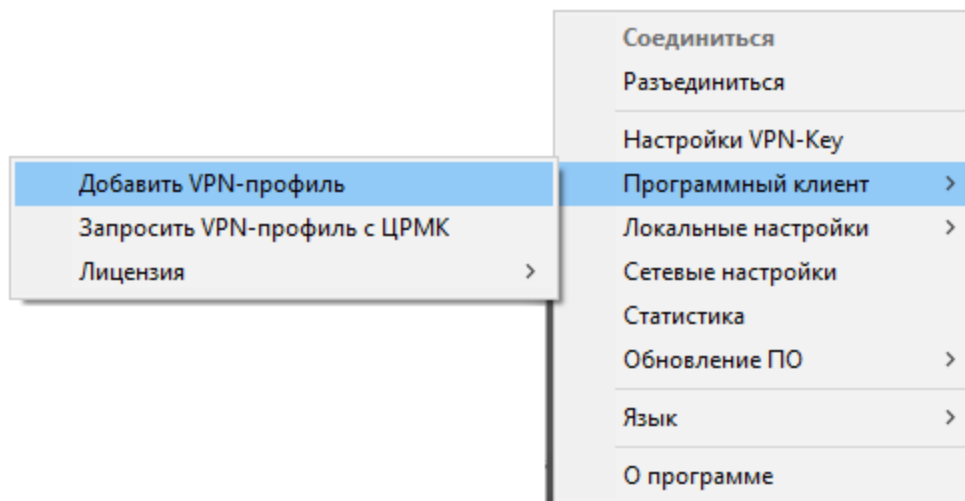 Соединиться
Разъединиться
Настройки VPN-Key
Программный клиент
Добавить VPN-профиль
Запросить VPN-профиль с ЦРМК
Лицензия
Локальные настройки
Сетевые настройки
Статистика
Обновление ПО
Язык
О программе